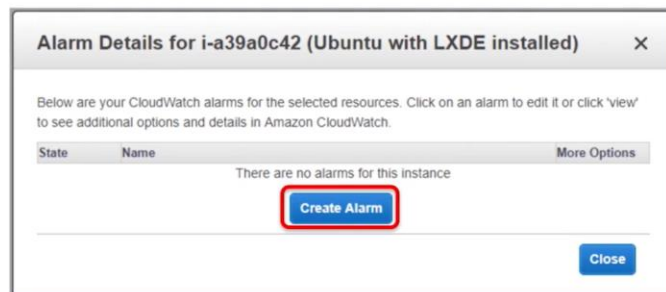 Alarm Details for i-a39a0c42 (Ubuntu with LXDE installed) ×
Below are your CloudWatch alarms for the selected resources. Click on an alarm to edit it or click 'view'
to see additional options and details in Amazon CloudWatch.
State Name More Options
There are no alarms for this instance
Create Alarm
Close